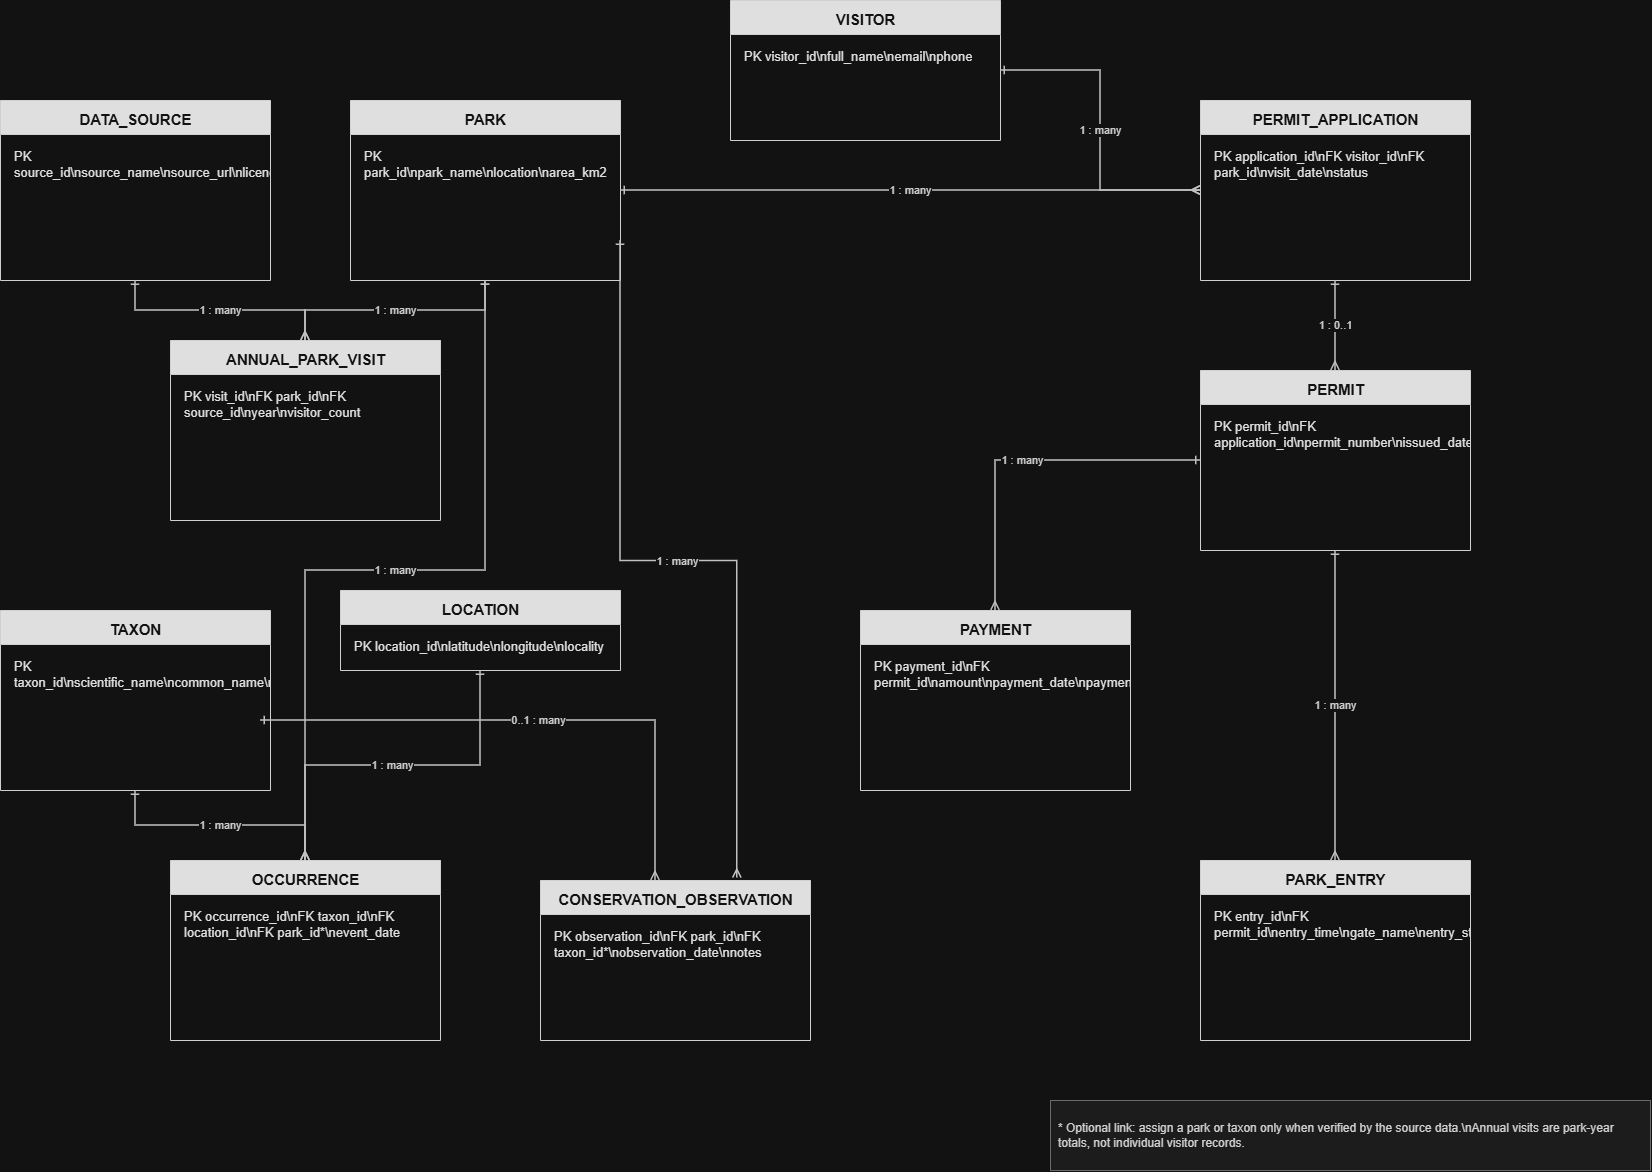 VISITOR
PK visitor_id\nfull_name\nemail\nphone
1 : many
DATA_SOURCE
PK
source_id\nsource_name\nsource_url\nlicen
PARK
PK
park_id\npark_name\nlocation\narea_km2
1 : many
PERMIT_APPLICATION
PK application_id\nFK visitor_id\nFK
park_id\nvisit_date\nstatus
1 : many
1 : many
1 : 0..1
ANNUAL_PARK_VISIT
PK visit_id\nFK park_id\nFK
source_id\nyear\nvisitor_count
PERMIT
PK permit_id\nFK
application_id\npermit_number\nissued_date
1 : many
1 : many
1 : many
LOCATION
PK location_id\nlatitude\nlongitude\nlocality
TAXON
PK
taxon_id\nscientific_name\ncommon_name\
PAYMENT
PK payment_id\nFK
permit_id\namount\npayment_date\npaymen
1 : many
0..1 : many
1 : many
1 : many
OCCURRENCE
PK occurrence_id\nFK taxon_id\nFK
location_id\nFK park_id*\nevent_date
CONSERVATION_OBSERVATION
PK observation_id\nFK park_id\nFK
taxon_id*\nobservation_date\nnotes
PARK_ENTRY
PK entry_id\nFK
permit_id\nentry_time\ngate_name\nentry_st
* Optional link: assign a park or taxon only when verified by the source data.\nAnnual visits are park-year
totals, not individual visitor records.